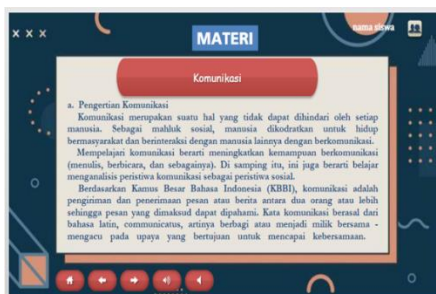 nama siswa
MATERI
Komunikasi
a. Pengertian Komunikasi
Komunikasi merupakan suatu hal yang tidak dapat dihindari oleh setiap
manusia. Sebagai mahluk sosial, manusia dikodratkan untuk hidup
bermasyarakat dan berinteraksi dengan manusia lainnya dengan berkomunikasi.
Mempelajari komunikasi berarti meningkatkan kemampuan berkomunikasi
(menulis, berbicara, dan sebagainya). Di samping itu, ini juga berarti belajar
menganalisis peristiwa komunikasi sebagai peristiwa sosial.
Berdasarkan Kamus Besar Bahasa Indonesia (KBBI), komunikasi adalah
pengiriman dan penerimaan pesan atau berita antara dua orang atau lebih
sehingga pesan yang dimaksud dapat dipahami. Kata komunikasi berasal dari
bahasa latin, communicatus, artinya berbagi atau menjadi milik bersama -
mengacu pada upaya yang bertujuan untuk mencapai kebersamaan.